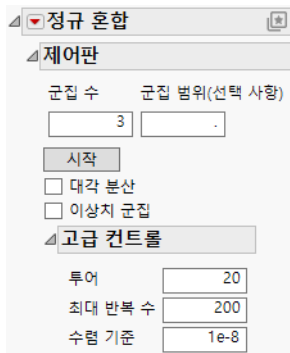 정규 혼합
제어판
군집 수 군집 범위(선택 사항)
3 .
시작
대각 분산
이상치 군집
고급 컨트롤
투어 20
최대 반복 수 200
수렴 기준 1e-8